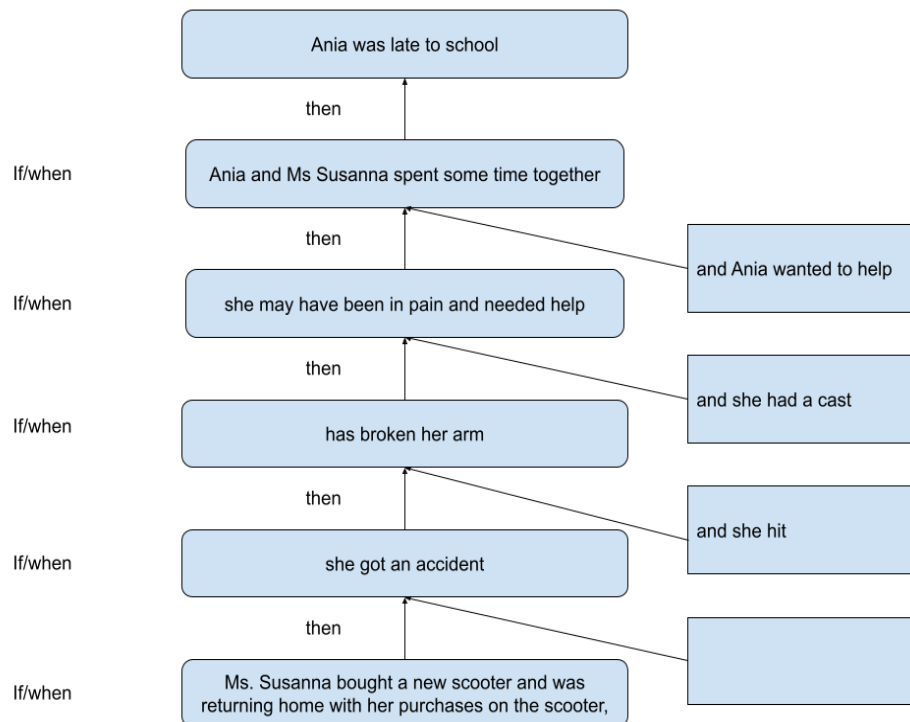 Ania was late to school
then
If/when
Ania and Ms Susanna spent some time together
then
and Ania wanted to help
If/when
she may have been in pain and needed help
then
and she had a cast
If/when
has broken her arm
then
and she hit
If/when
she got an accident
then
If/when
Ms. Susanna bought a new scooter and was
returning home with her purchases on the scooter,